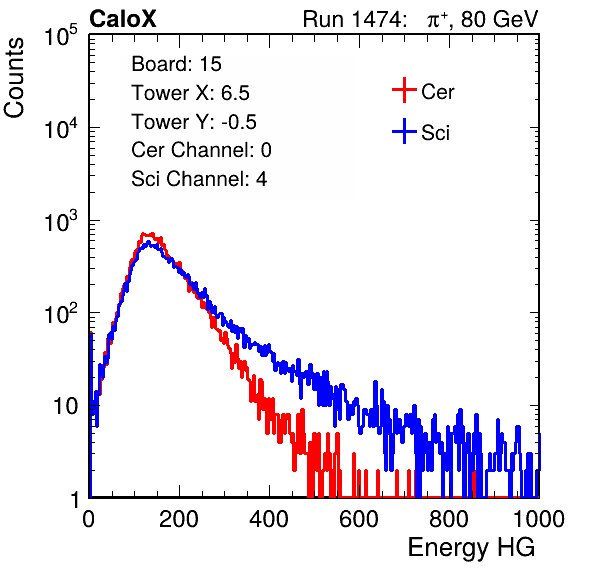 CaloX Run 1474: π⁺, 80 GeV
Counts
10⁵
10⁴
10³
10²
10
1
Board: 15
Tower X: 6.5
Tower Y: -0.5
Cer Channel: 0
Sci Channel: 4
Cer
Sci
0 200 400 600 800 1000
Energy HG